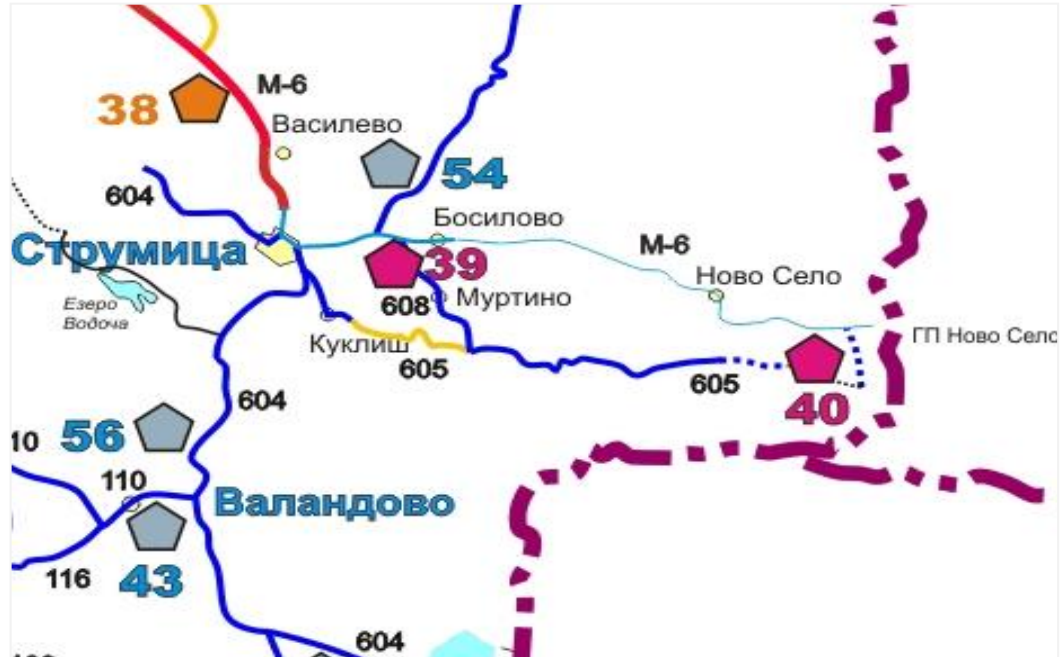 М-6
38
Василево
54
604
Босилово
М-6
Струмица
39
Ново Село
608
Муртино
Езеро
Водоча
ГП Ново Село
Куклиш
605
605
604
40
56
10
110
Валандово
116
43
604